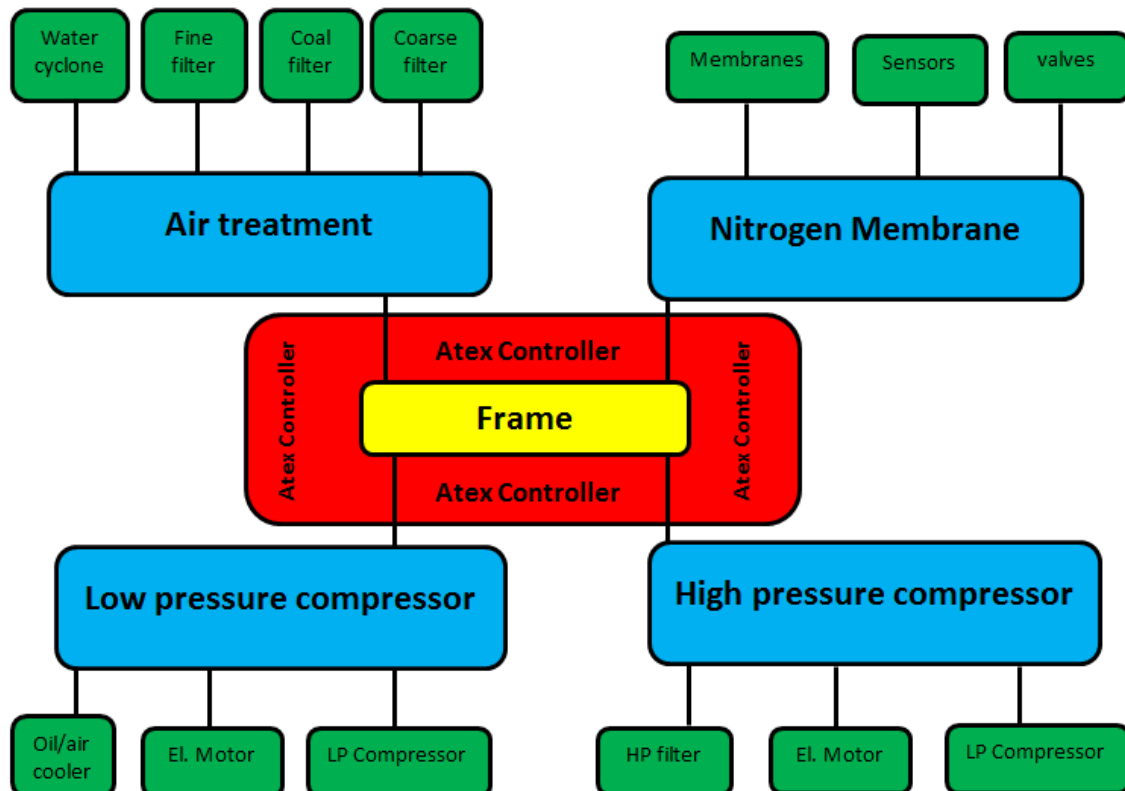 Water
cyclone
Fine
filter
Coal
filter
Coarse
filter
Membranes
Sensors
valves
Air treatment
Nitrogen Membrane
Atex Controller
Atex Controller
Frame
Atex Controller
Atex Controller
Low pressure compressor
High pressure compressor
Oil/air
cooler
El. Motor
LP Compressor
HP filter
El. Motor
LP Compressor